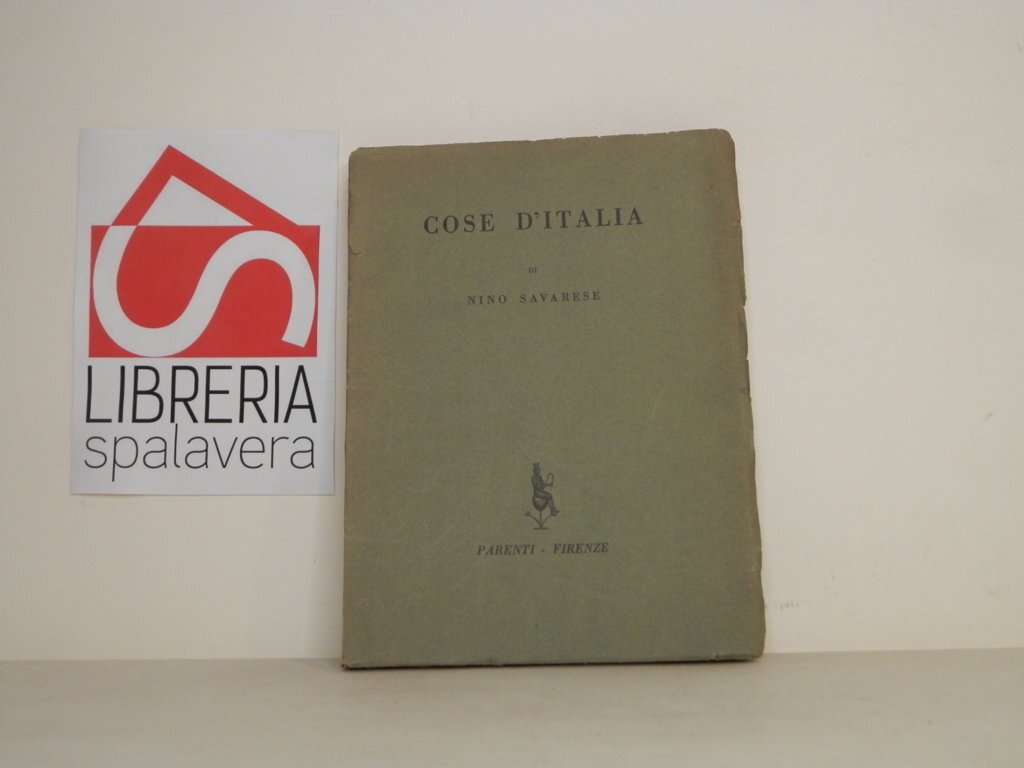 LIBRERIA
spalavera
COSE D'ITALIA
DI
NINO SAVARESE
PARENTI - FIRENZE